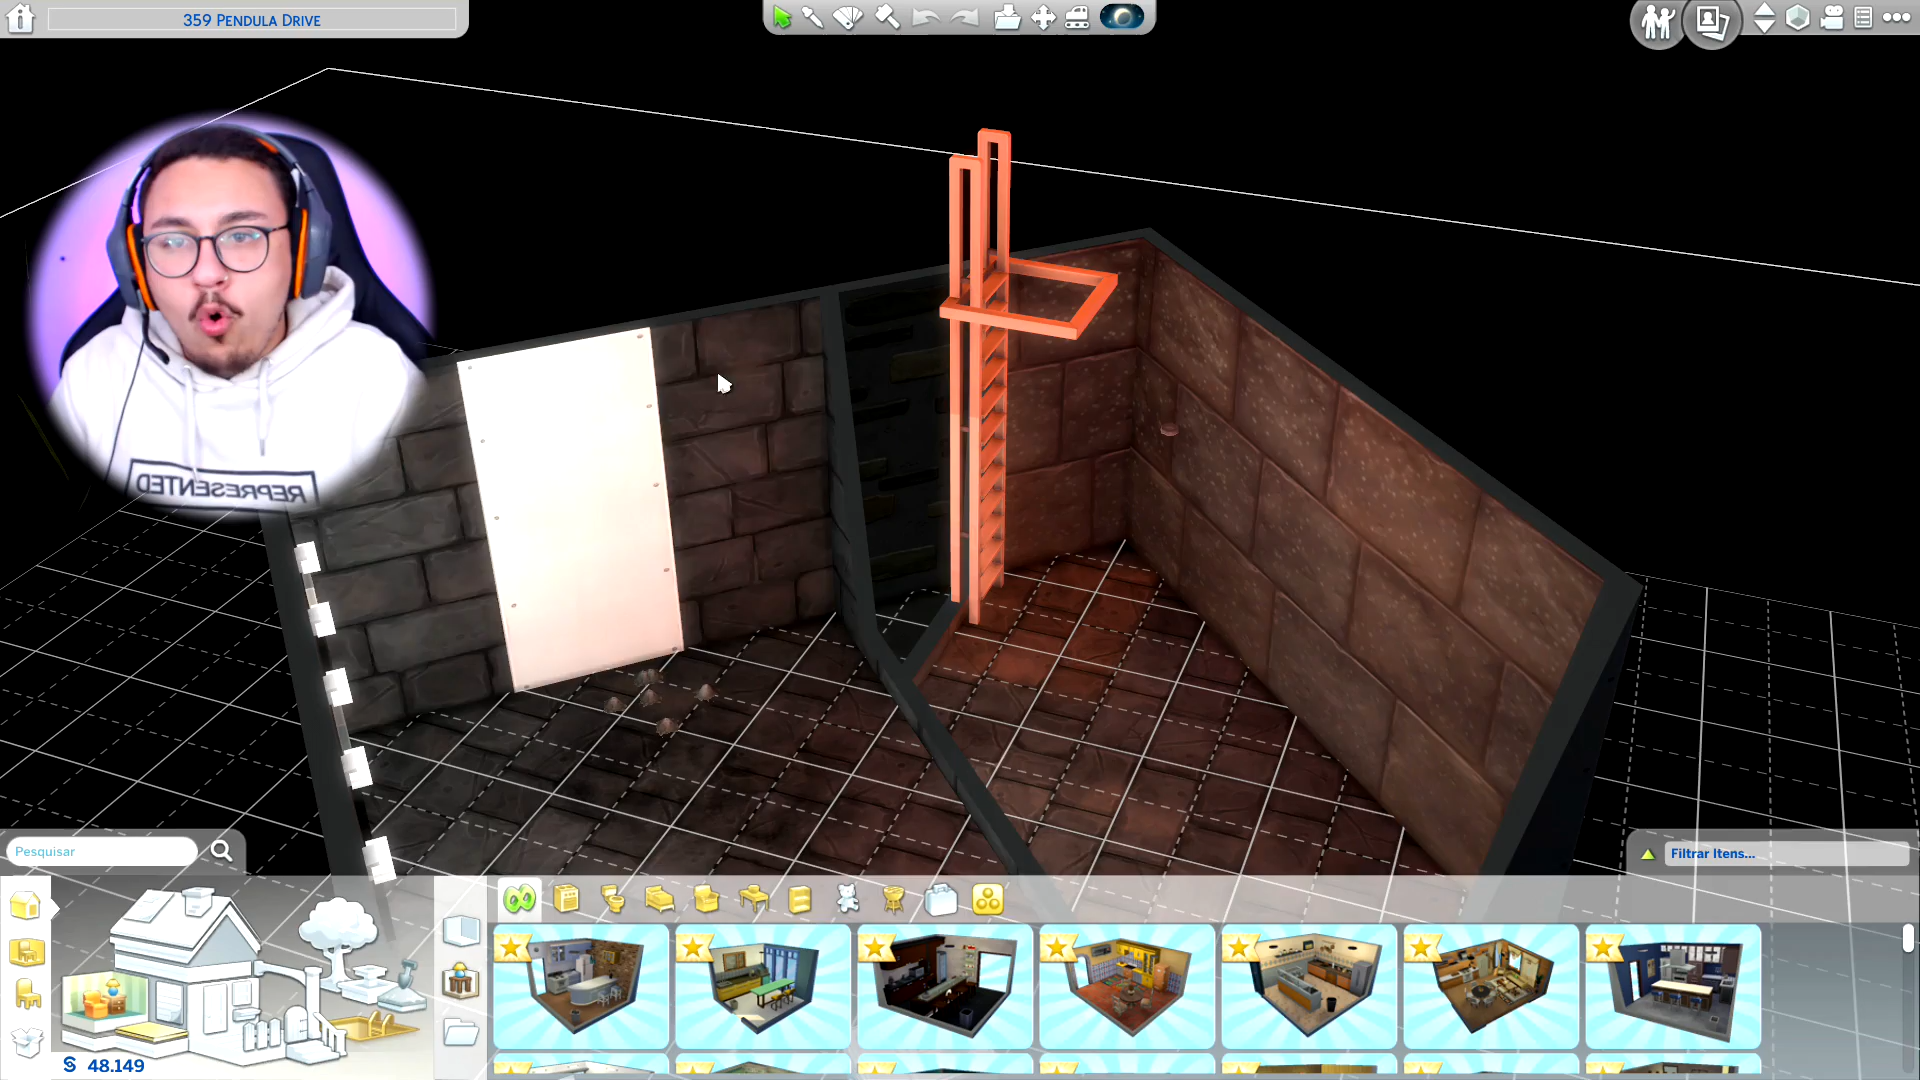 359 PENDULA DRIVE
REPRESENTED
Pesquisar
Filtrar Itens...
S 48.149